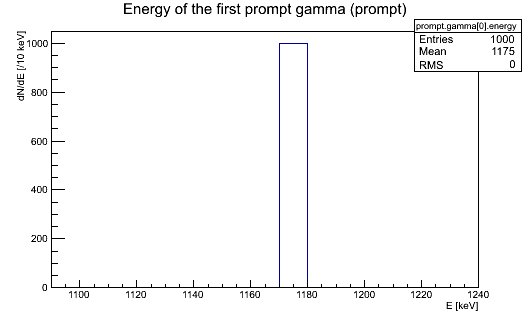 Energy of the first prompt gamma (prompt)
prompt.gamma[0].energy
Entries 1000
Mean 1175
RMS 0
dN/dE [/10 keV]
1000
800
600
400
200
0
1100 1120 1140 1160 1180 1200 1220 1240
E [keV]